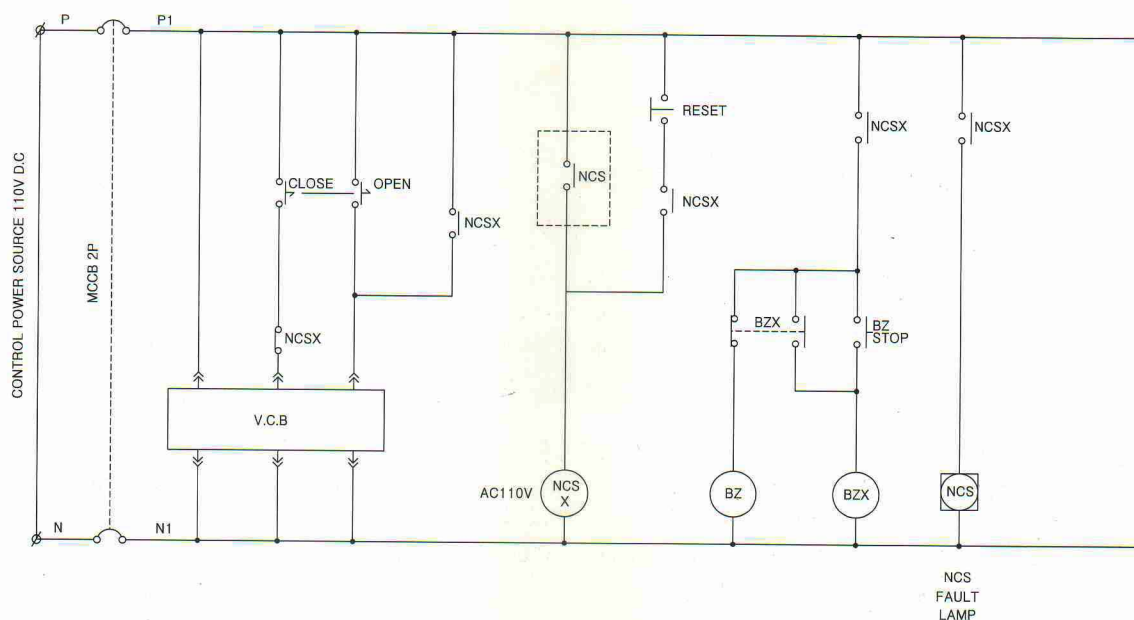 P
P1
RESET
NCSX
NCSX
CLOSE
OPEN
NCS
NCSX
NCSX
CONTROL POWER SOURCE 110V D.C
MCCB 2P
BZX
BZ
STOP
NCSX
V.C.B
AC110V
NCS
X
BZ
BZX
NCS
N
N1
NCS
FAULT
LAMP